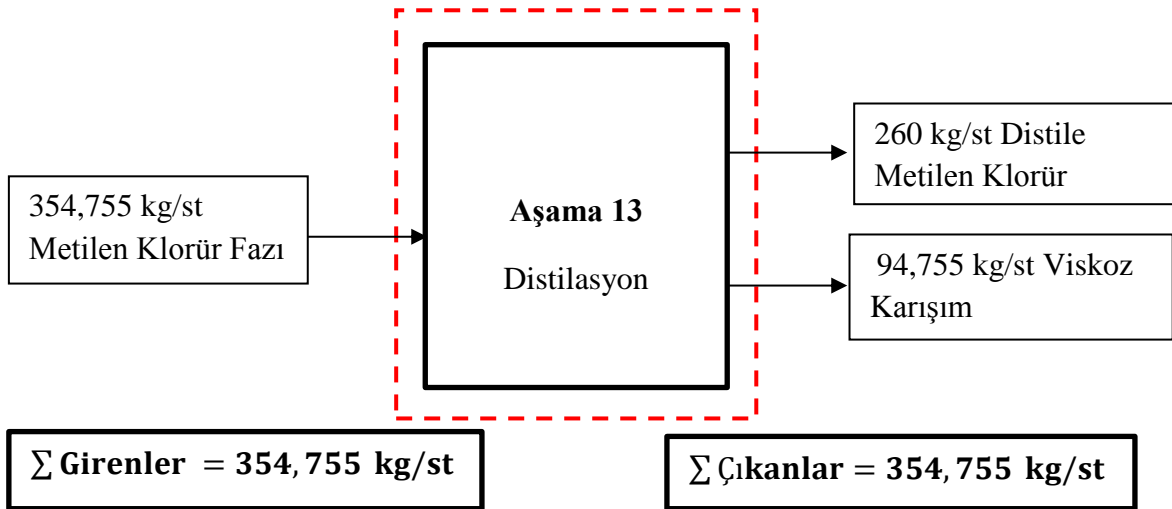 354,755 kg/st
Metilen Klorür Fazı
Aşama 13
Distilasyon
260 kg/st Distile
Metilen Klorür
94,755 kg/st Viskoz
Karışım
∑ Girenler = 354, 755 kg/st
∑ Çıkanlar = 354, 755 kg/st